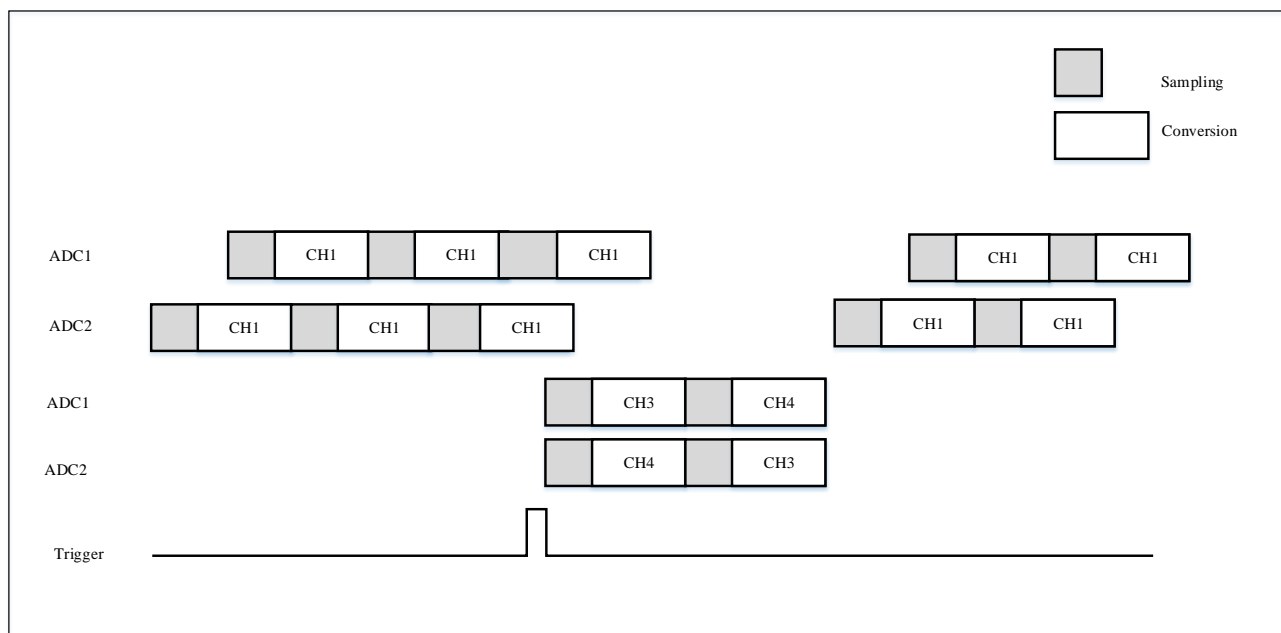 Sampling
Conversion
ADC1 CH1 CH1 CH1 CH1 CH1
ADC2 CH1 CH1 CH1 CH1 CH1
ADC1 CH3 CH4
ADC2 CH4 CH3
Trigger